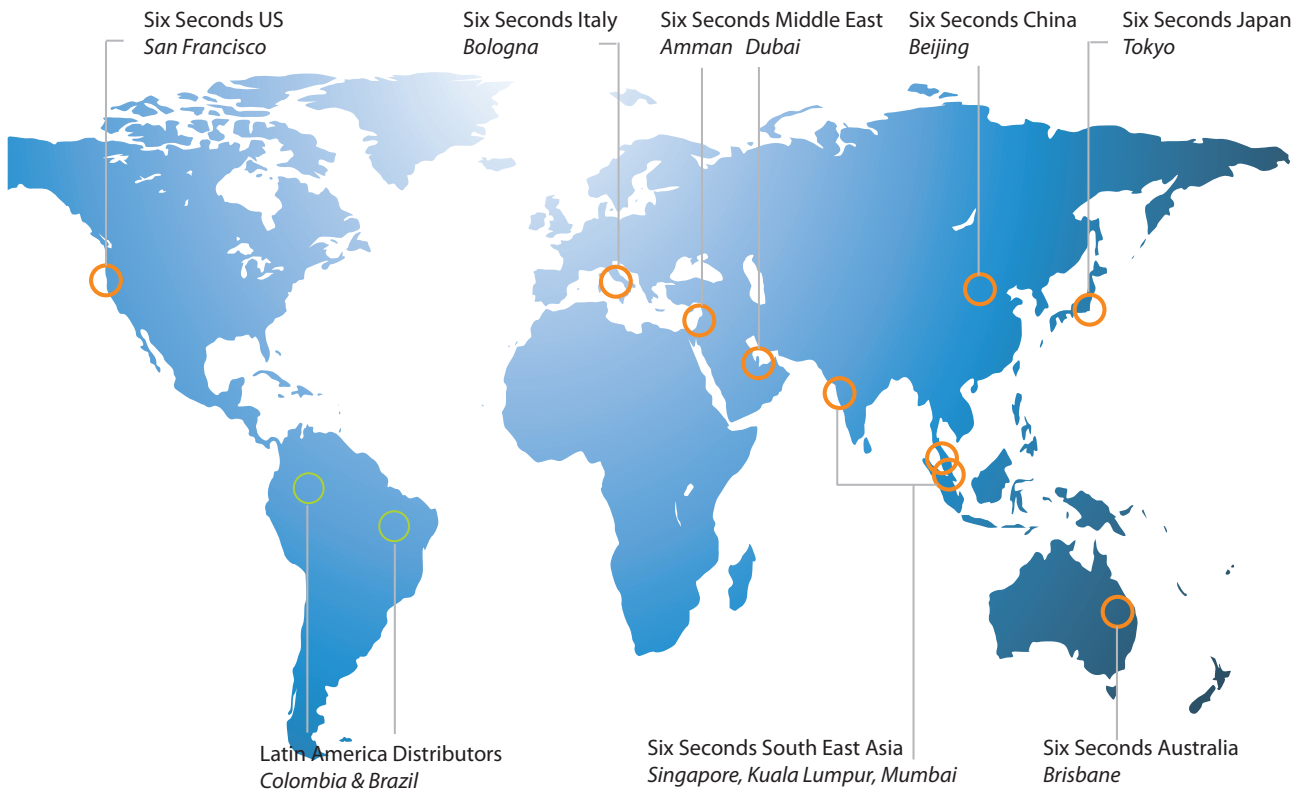 Six Seconds US
San Francisco
Six Seconds Italy
Bologna
Six Seconds Middle East
Amman Dubai
Six Seconds China
Beijing
Six Seconds Japan
Tokyo
Latin America Distributors
Colombia & Brazil
Six Seconds South East Asia
Singapore, Kuala Lumpur, Mumbai
Six Seconds Australia
Brisbane